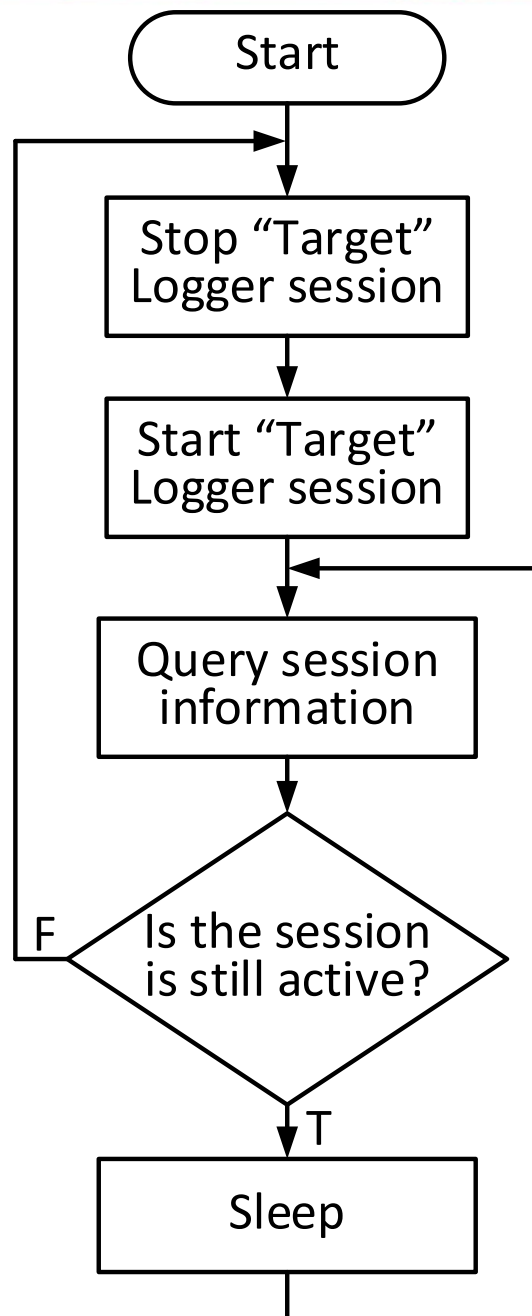 Start
Stop “Target”
Logger session
Start “Target”
Logger session
Query session
information
Is the session
is still active?
F
T
Sleep